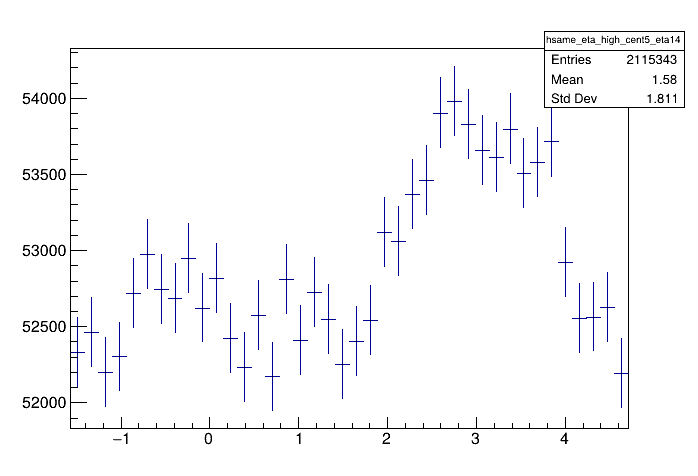 hsame_eta_high_cent5_eta14
Entries 2115343
Mean 1.58
Std Dev 1.811
54000
53500
53000
52500
52000
−1 0 1 2 3 4